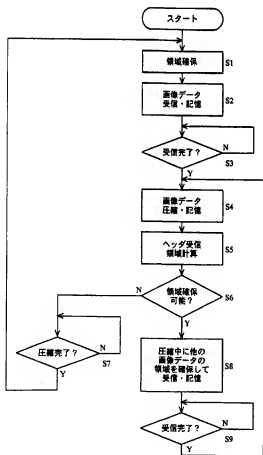 スタート
領域確保
S1
画像データ
受信・記憶
S2
受信完了?
N
S3
Y
画像データ
圧縮・記憶
S4
ヘッダ受信
領域計算
S5
N
領域確保
可能?
S6
Y
圧縮完了?
N
S7
Y
圧縮中に他の
画像データの
領域を確保して
受信・記憶
S8
受信完了?
N
S9
Y